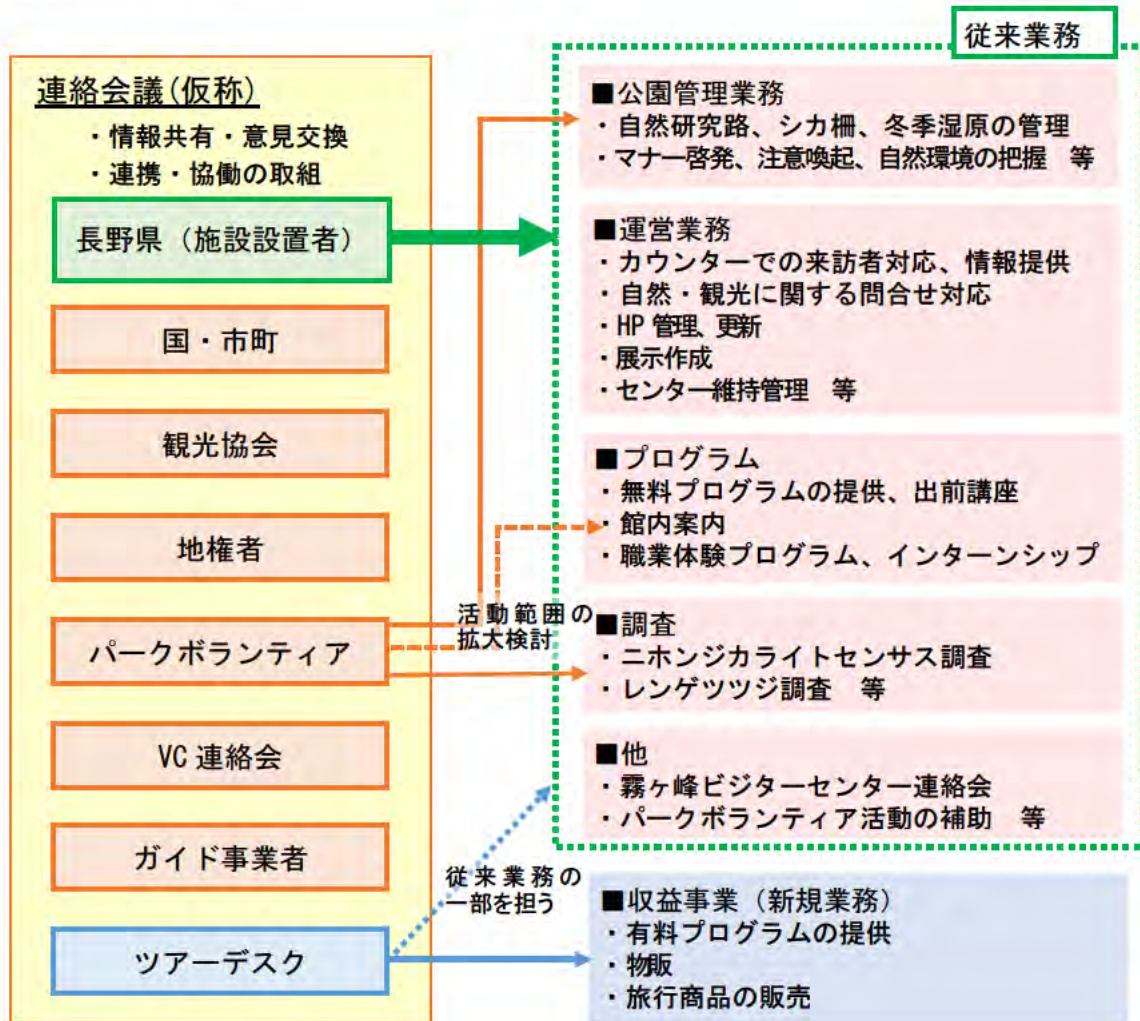 連絡会議(仮称)
・情報共有・意見交換
・連携・協働の取組
長野県（施設設置者）
国・市町
観光協会
地権者
パークボランティア
VC 連絡会
ガイド事業者
ツアーデスク
活動範囲の
拡大検討
従来業務の
一部を担う
従来業務
■公園管理業務
・自然研究路、シカ柵、冬季湿原の管理
・マナー啓発、注意喚起、自然環境の把握　等
■運営業務
・カウンターでの来訪者対応、情報提供
・自然・観光に関する問合せ対応
・HP 管理、更新
・展示作成
・センター維持管理　等
■プログラム
・無料プログラムの提供、出前講座
・館内案内
・職業体験プログラム、インターンシップ
■調査
・ニホンジカライトセンサス調査
・レンゲツツジ調査　等
■他
・霧ヶ峰ビジターセンター連絡会
・パークボランティア活動の補助　等
■収益事業（新規業務）
・有料プログラムの提供
・物販
・旅行商品の販売